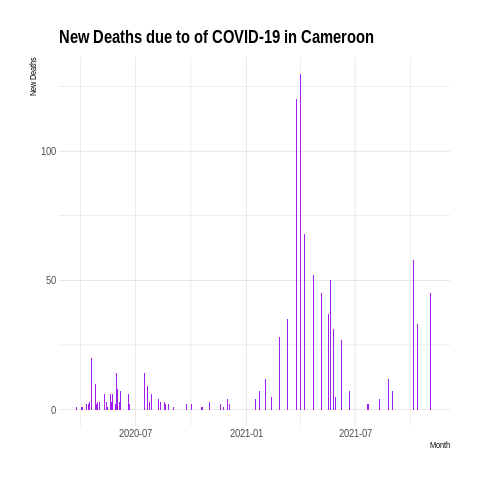 New Deaths due to of COVID-19 in Cameroon
New Deaths
100
50
0
2020-07 2021-01 2021-07
Month